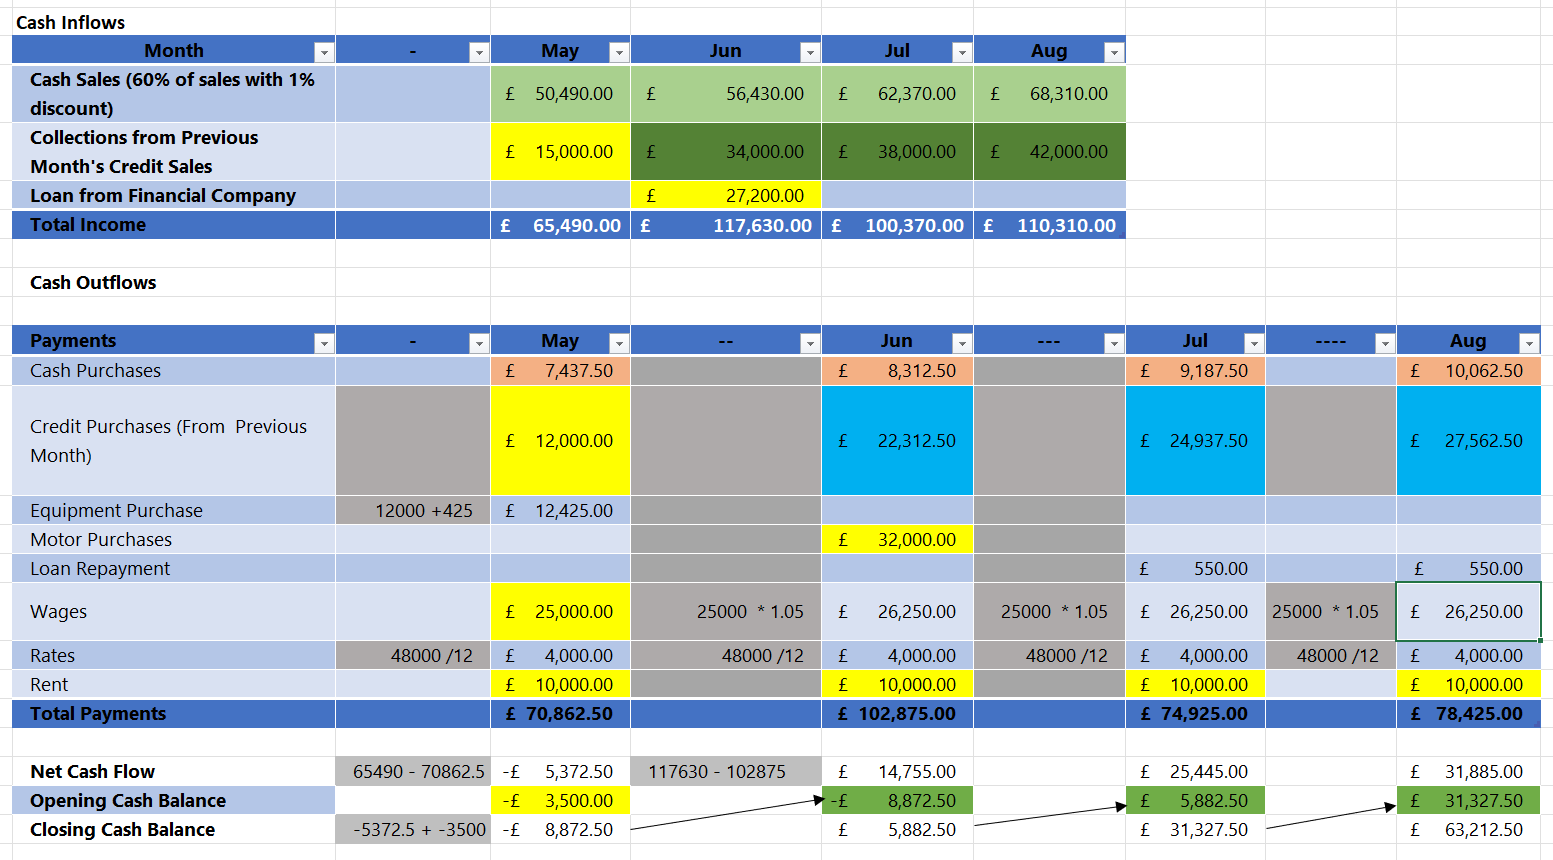 Cash Inflows
Month - May Jun Jul Aug
Cash Sales (60% of sales with 1%
discount) £ 50,490.00 £ 56,430.00 £ 62,370.00 £ 68,310.00
Collections from Previous
Month's Credit Sales £ 15,000.00 £ 34,000.00 £ 38,000.00 £ 42,000.00
Loan from Financial Company £ 27,200.00
Total Income £ 65,490.00 £ 117,630.00 £ 100,370.00 £ 110,310.00
Cash Outflows
Payments - May -- Jun --- Jul ---- Aug
Cash Purchases £ 7,437.50 £ 8,312.50 £ 9,187.50 £ 10,062.50
Credit Purchases (From Previous
Month) £ 12,000.00 £ 22,312.50 £ 24,937.50 £ 27,562.50
Equipment Purchase 12000 +425 £ 12,425.00
Motor Purchases £ 32,000.00
Loan Repayment £ 550.00 £ 550.00
Wages £ 25,000.00 25000 * 1.05 £ 26,250.00 25000 * 1.05 £ 26,250.00 25000 * 1.05 £ 26,250.00
Rates 48000 /12 £ 4,000.00 48000 /12 £ 4,000.00 48000 /12 £ 4,000.00 48000 /12 £ 4,000.00
Rent £ 10,000.00 £ 10,000.00 £ 10,000.00 £ 10,000.00
Total Payments £ 70,862.50 £ 102,875.00 £ 74,925.00 £ 78,425.00
Net Cash Flow 65490 - 70862.5 -£ 5,372.50 117630 - 102875 £ 14,755.00 £ 25,445.00 £ 31,885.00
Opening Cash Balance -£ 3,500.00 -£ 8,872.50 £ 5,882.50 £ 31,327.50
Closing Cash Balance -5372.5 + -3500 -£ 8,872.50 £ 5,882.50 £ 31,327.50 £ 63,212.50